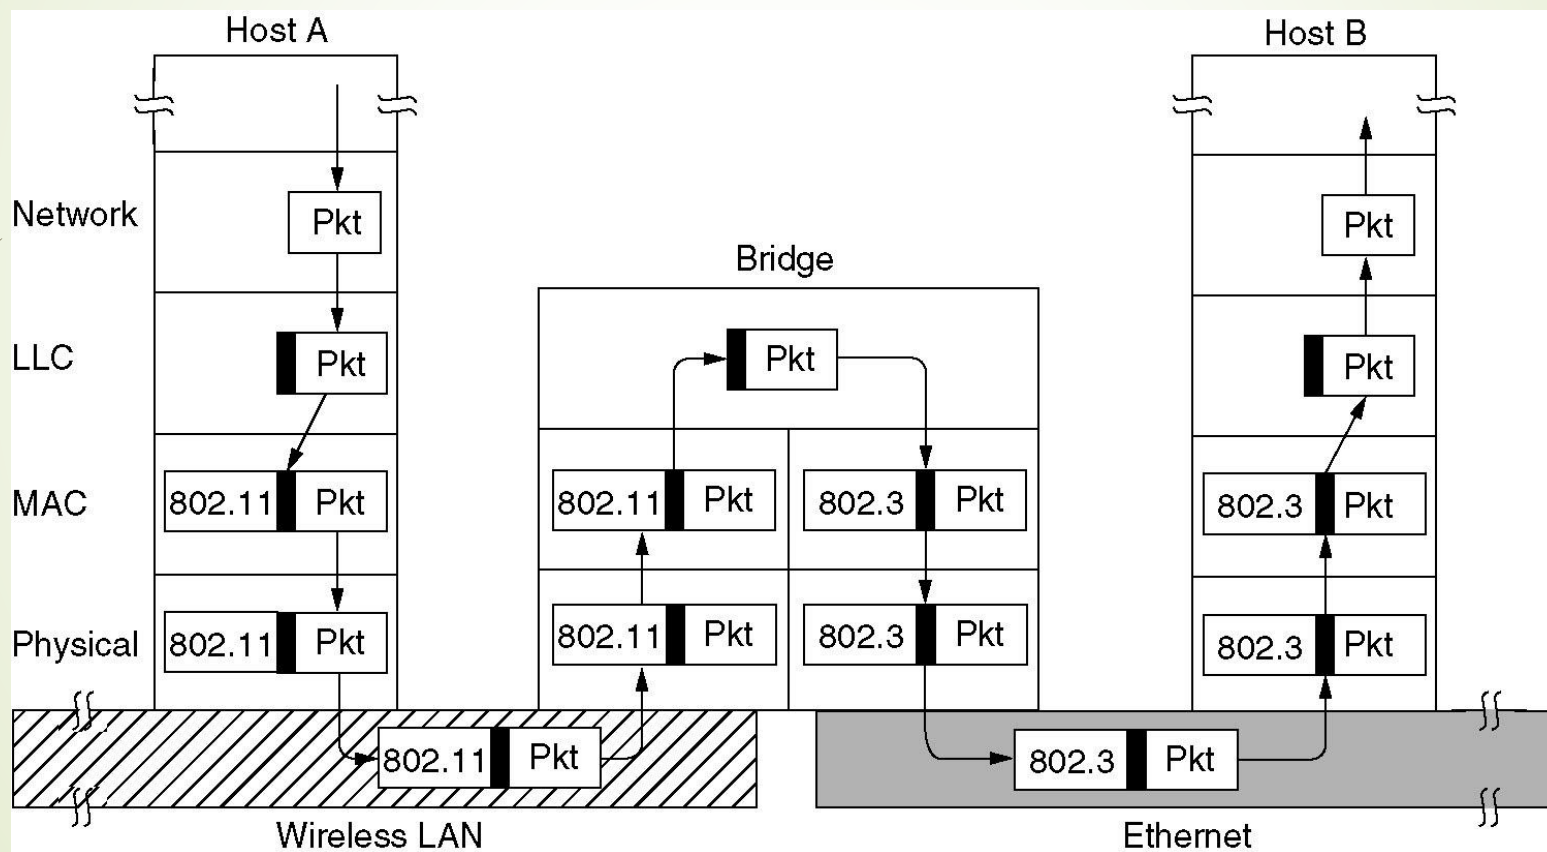 Host A
Host B
Network
Pkt
Pkt
Bridge
LLC
Pkt
Pkt
Pkt
MAC
802.11 Pkt
802.11 Pkt
802.3 Pkt
802.3 Pkt
Physical
802.11 Pkt
802.11 Pkt
802.3 Pkt
802.3 Pkt
802.11 Pkt
802.3 Pkt
Wireless LAN
Ethernet